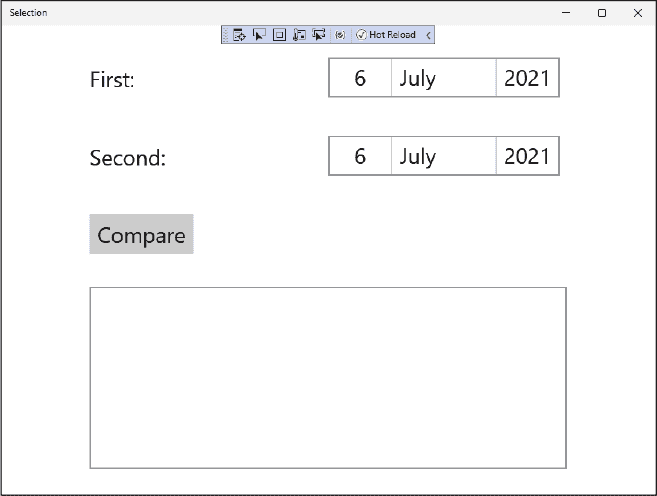 Selection
Hot Reload
First: 6 July 2021
Second: 6 July 2021
Compare